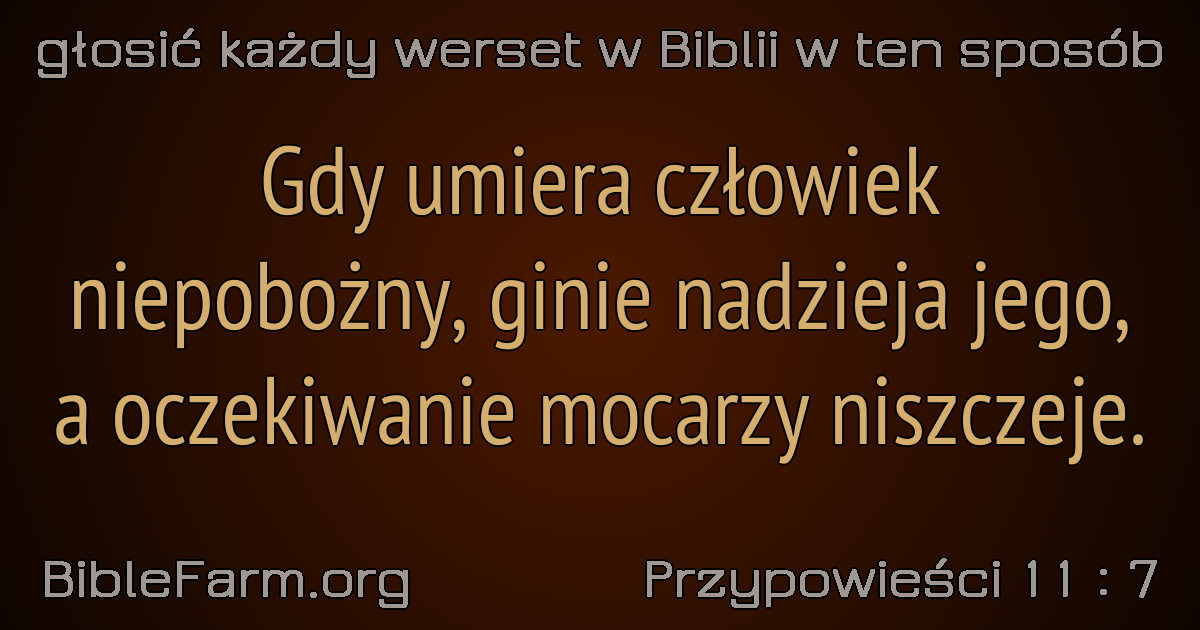 głosić każdy werset w Biblii w ten sposób
Gdy umiera człowiek
niepobożny, ginie nadzieja jego,
a oczekiwanie mocarzy niszczeje.
BibleFarm.org
Przypowieści 11 : 7